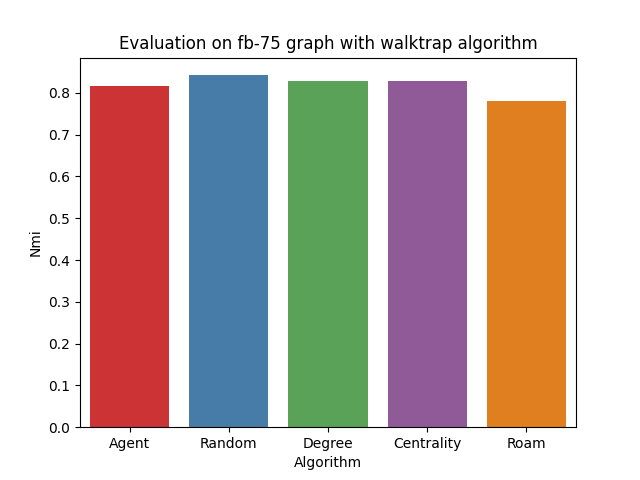 Evaluation on fb-75 graph with walktrap algorithm
Nmi
0.8
0.7
0.6
0.5
0.4
0.3
0.2
0.1
0.0
Agent Random Degree Centrality Roam
Algorithm